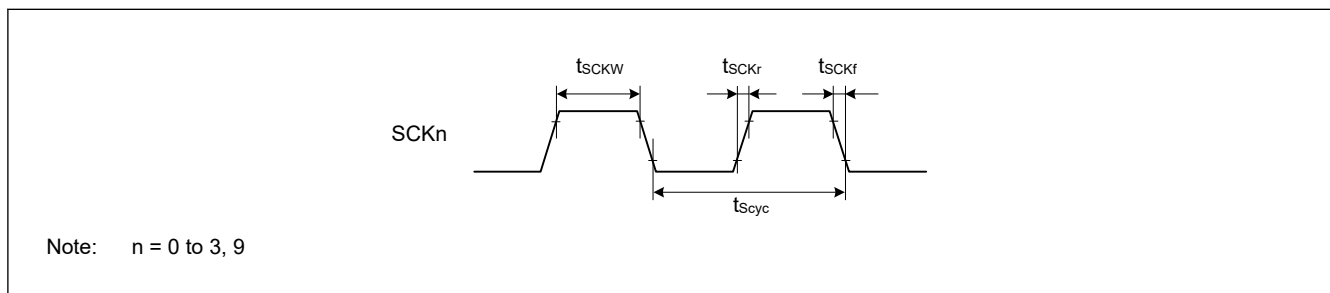 tSCKW tSCKr tSCKf
SCKn
tScyc
Note: n = 0 to 3, 9